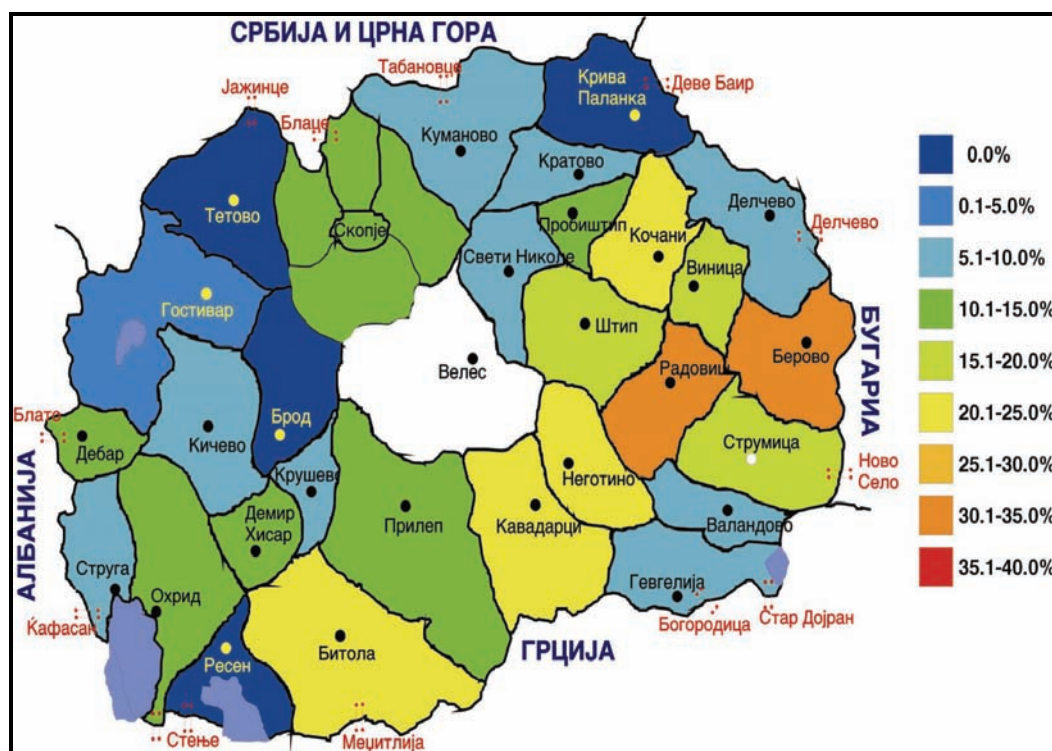 СРБИЈА И ЦРНА ГОРА
Табановце
Јажинце
Блаце
Крива
Паланка
Деве Баир
Куманово
Кратово
Тетово
Скопје
Пробиштип
Делчево
Делчево
Кочани
Свети Николе
Виница
Гостивар
Штип
БУГАРИА
Берово
Велес
Радовиш
Блато
Дебар
Кичево
Брод
Струмица
Ново
Село
Крушево
Неготино
АЛБАНИЈА
Демир
Хисар
Прилеп
Кавадарци
Валандово
Струга
Охрид
Гевгелија
Ќафасан
Богородица
Стар Дојран
Ресен
Битола
ГРЦИЈА
Стење
Меџитлија
0.0%
0.1-5.0%
5.1-10.0%
10.1-15.0%
15.1-20.0%
20.1-25.0%
25.1-30.0%
30.1-35.0%
35.1-40.0%